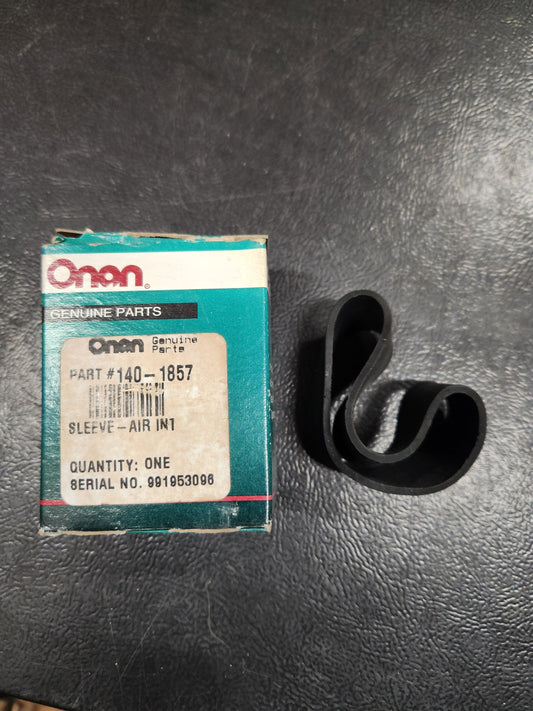 Onan®
GENUINE PARTS
Onan Genuine Parts
PART #140-1857
SLEEVE-AIR INT
QUANTITY: ONE
SERIAL NO. 991953096